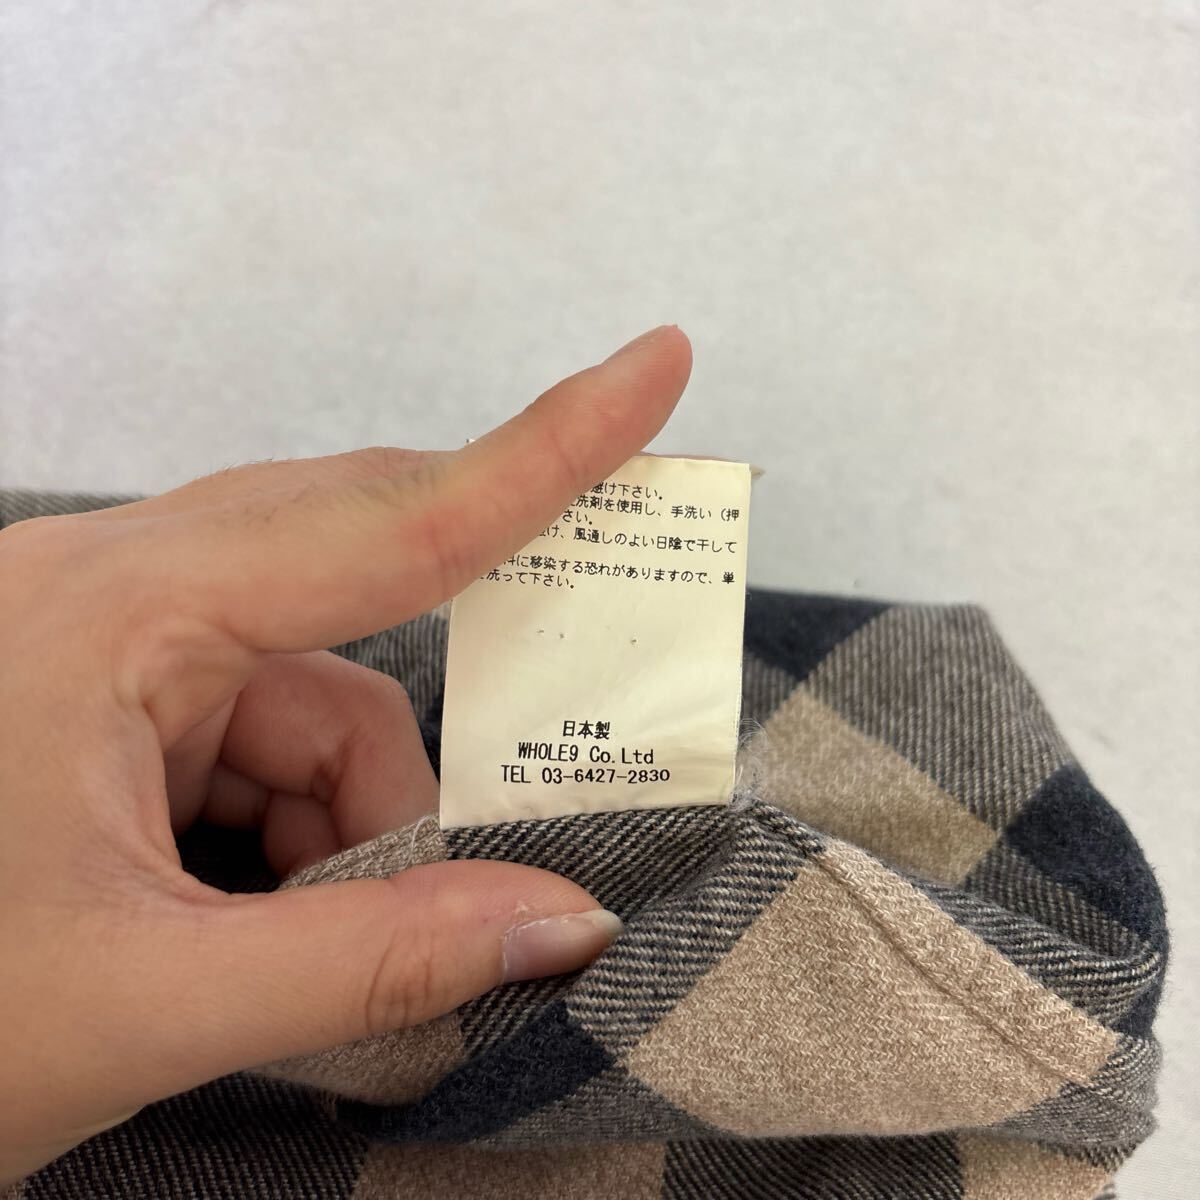 避け下さい。
洗剤を使用し、手洗い（押
さい。
け、風通しのよい日陰で干して
に移染する恐れがありますので、単
洗って下さい。
日本製
WHOLE9 Co.Ltd
TEL 03-6427-2830